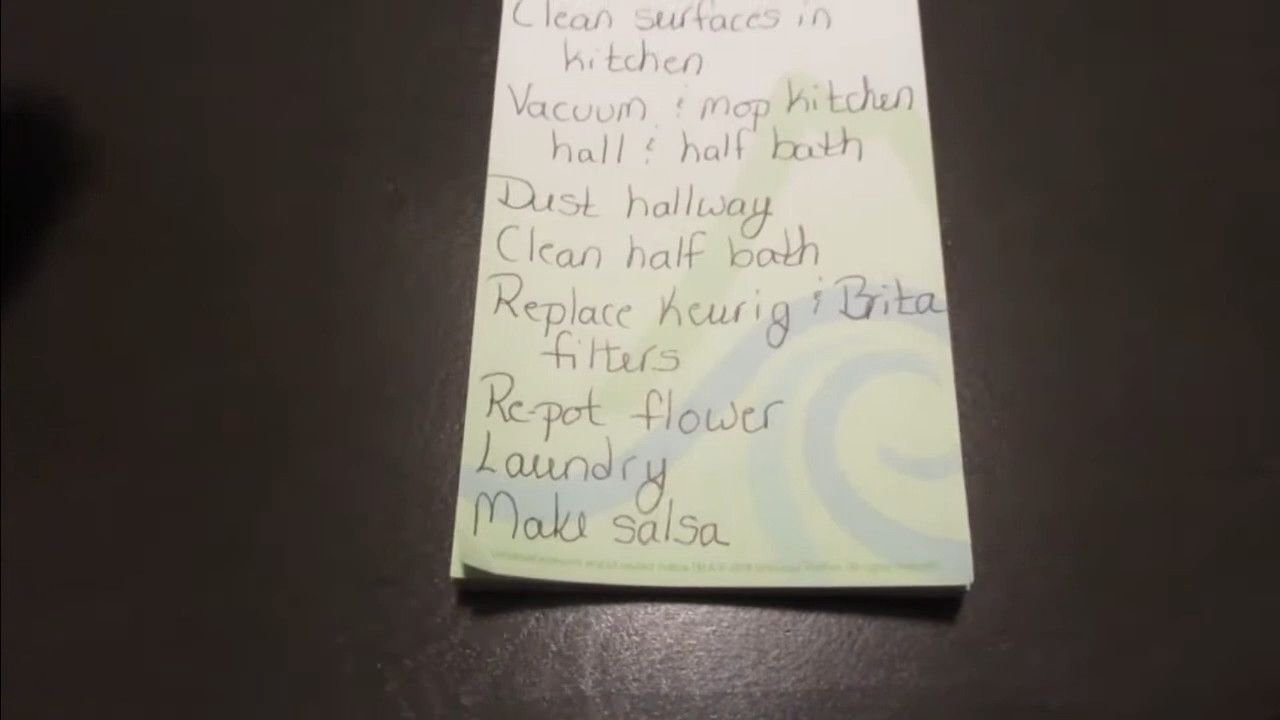 Clean surfaces in
kitchen
Vacuum & mop kitchen
hall & half bath
Dust hallway
Clean half bath
Replace Keurig & Brita
filters
Re-pot flower
Laundry
Make salsa